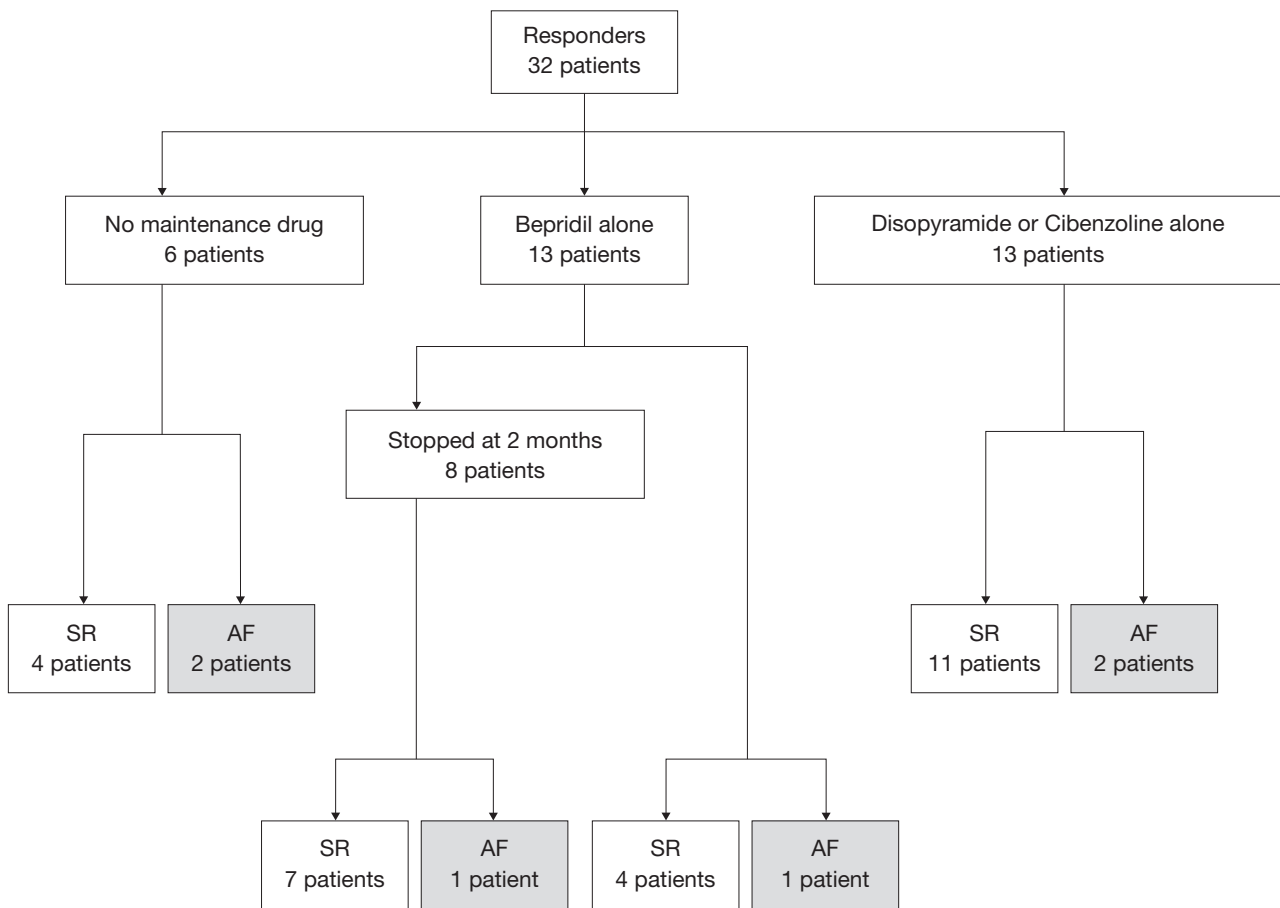 Responders
32 patients
No maintenance drug
6 patients
Bepridil alone
13 patients
Disopyramide or Cibenzoline alone
13 patients
Stopped at 2 months
8 patients
SR
4 patients
AF
2 patients
SR
11 patients
AF
2 patients
SR
7 patients
AF
1 patient
SR
4 patients
AF
1 patient